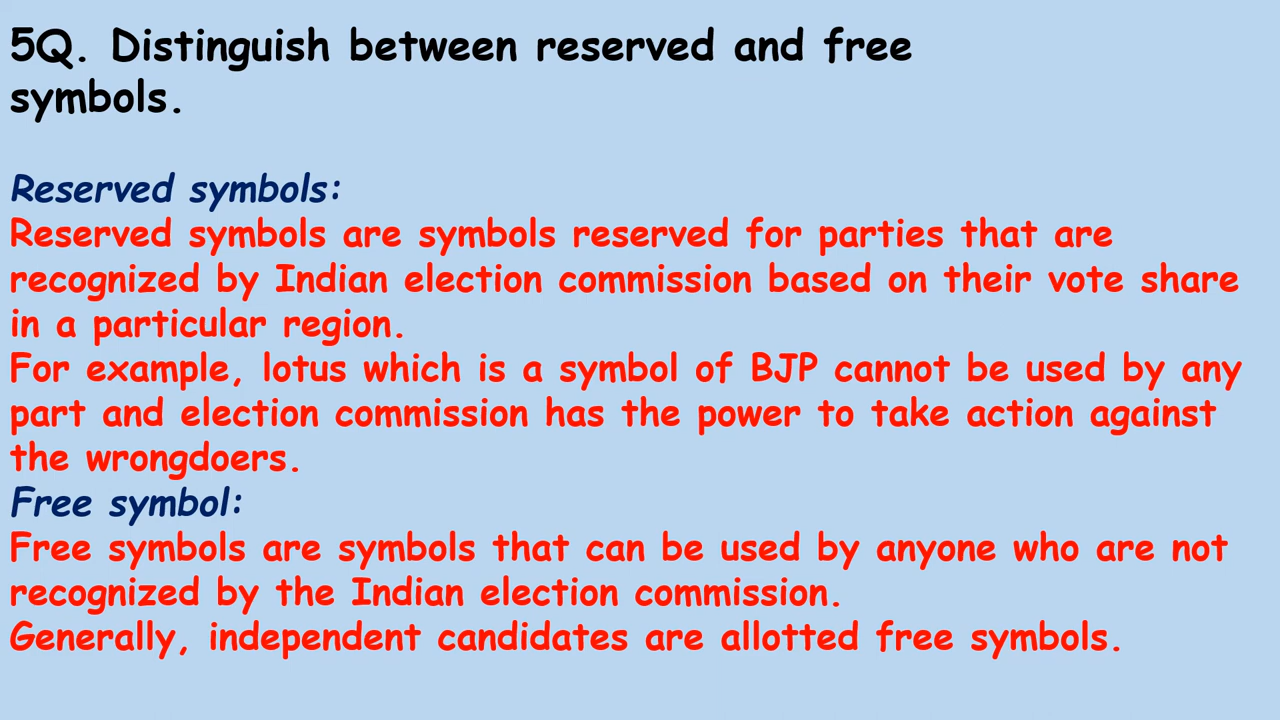 5Q. Distinguish between reserved and free
symbols.
Reserved symbols:
Reserved symbols are symbols reserved for parties that are
recognized by Indian election commission based on their vote share
in a particular region.
For example, lotus which is a symbol of BJP cannot be used by any
part and election commission has the power to take action against
the wrongdoers.
Free symbol:
Free symbols are symbols that can be used by anyone who are not
recognized by the Indian election commission.
Generally, independent candidates are allotted free symbols.